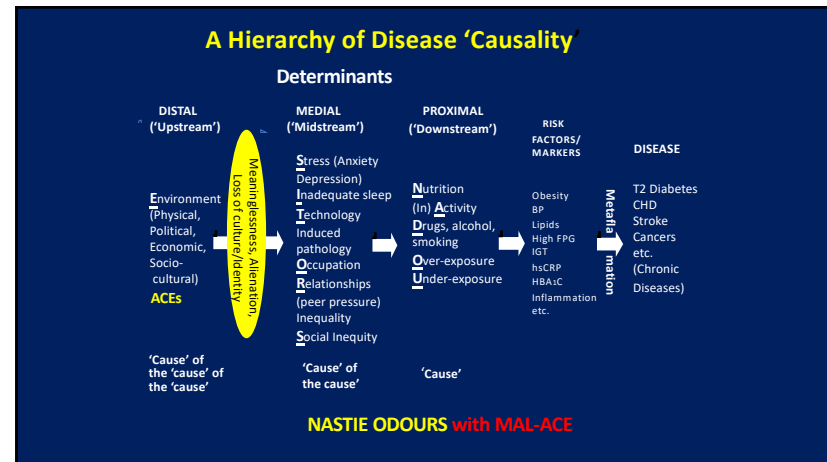 A Hierarchy of Disease ‘Causality’
Determinants
DISTAL
(‘Upstream’)
Environment
(Physical,
Political,
Economic,
Socio-
cultural)
ACEs
‘Cause’ of
the ‘cause’ of
the ‘cause’
Meaninglessness, Alienation,
Loss of culture/identity
MEDIAL
(‘Midstream’)
Stress (Anxiety
Depression)
Inadequate sleep
Technology
Induced
pathology
Occupation
Relationships
(peer pressure)
Inequality
Social Inequity
‘Cause’ of
the cause’
PROXIMAL
(‘Downstream’)
Nutrition
(In) Activity
Drugs, alcohol,
smoking
Over-exposure
Under-exposure
‘Cause’
RISK
FACTORS/
MARKERS
Obesity
BP
Lipids
High FPG
IGT
hsCRP
HBA1C
Inflammation
etc.
Metafla mation
DISEASE
T2 Diabetes
CHD
Stroke
Cancers
etc.
(Chronic
Diseases)
NASTIE ODOURS with MAL-ACE